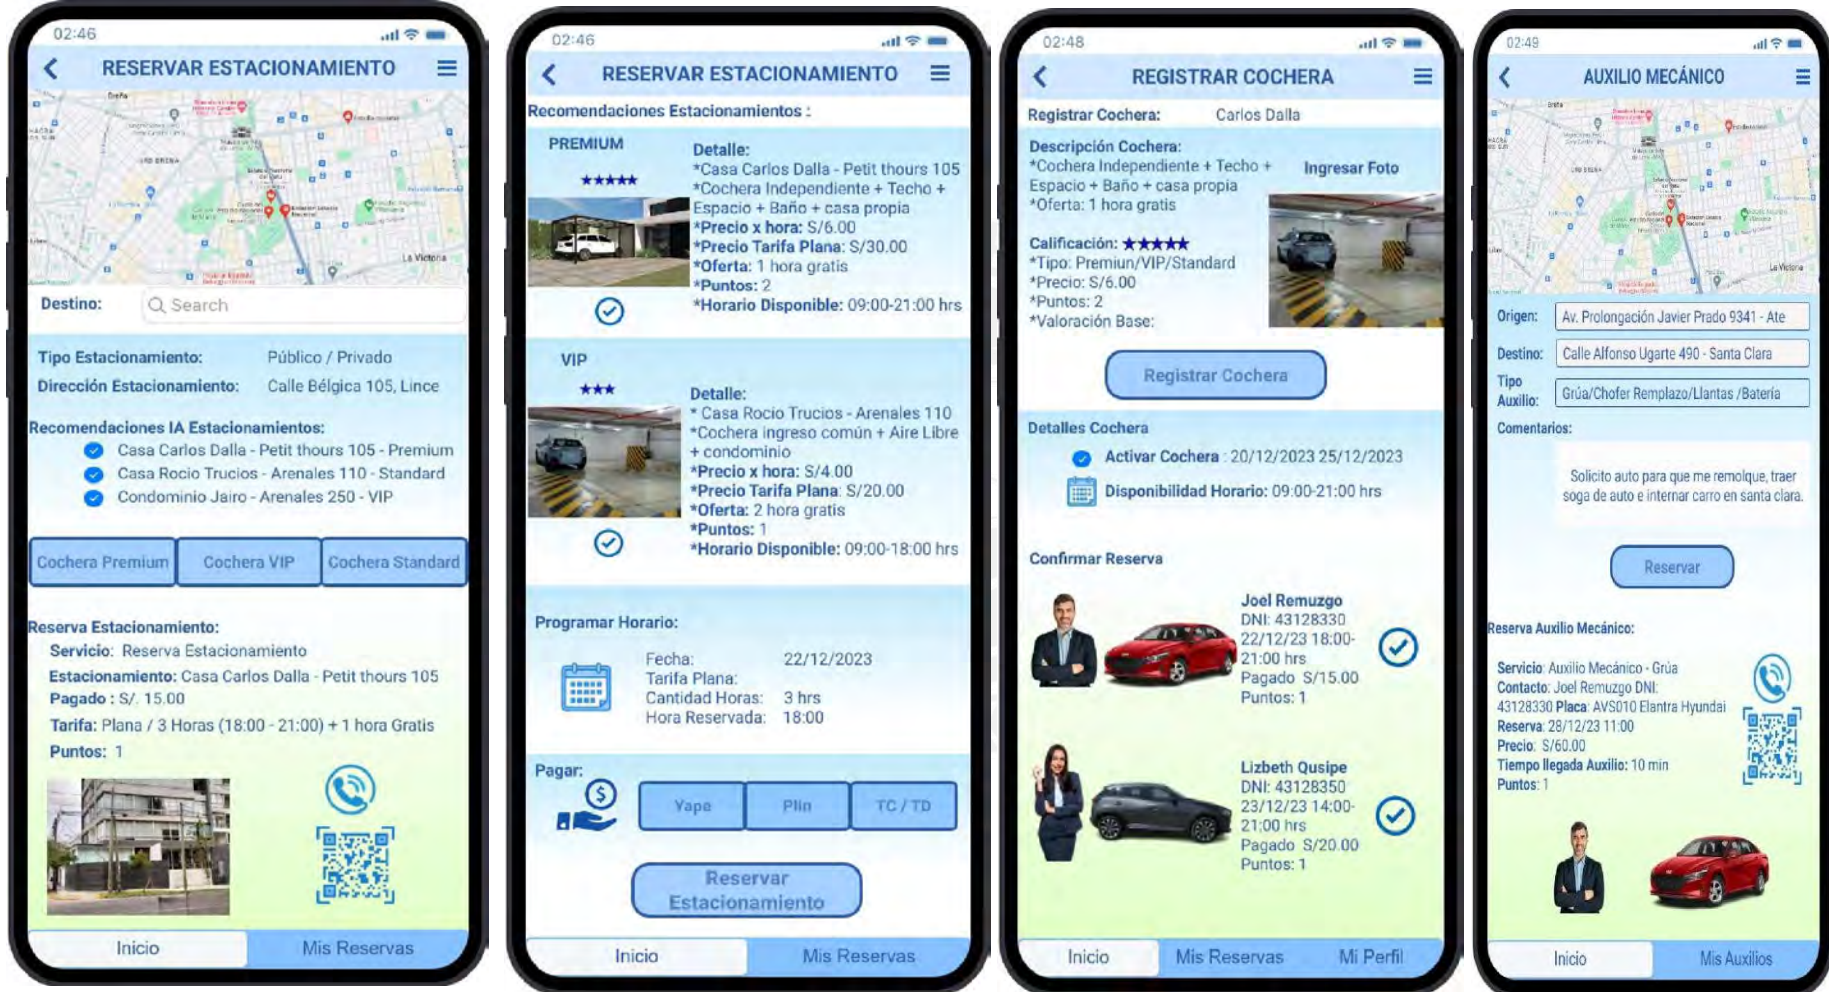 02:46
RESERVAR ESTACIONAMIENTO
Breña
URB BREÑA
La Victoria
Destino:
Search
Tipo Estacionamiento: Público / Privado
Dirección Estacionamiento: Calle Bélgica 105, Lince
Recomendaciones IA Estacionamientos:
Casa Carlos Dalla - Petit thours 105 - Premium
Casa Rocio Trucios - Arenales 110 - Standard
Condominio Jairo - Arenales 250 - VIP
Cochera Premium
Cochera VIP
Cochera Standard
Reserva Estacionamiento:
Servicio: Reserva Estacionamiento
Estacionamiento: Casa Carlos Dalla - Petit thours 105
Pagado : S/. 15.00
Tarifa: Plana / 3 Horas (18:00 - 21:00) + 1 hora Gratis
Puntos: 1
Inicio
Mis Reservas
02:46
RESERVAR ESTACIONAMIENTO
Recomendaciones Estacionamientos :
PREMIUM
Detalle:
*Casa Carlos Dalla - Petit thours 105
*Cochera Independiente + Techo +
Espacio + Baño + casa propia
*Precio x hora: S/6.00
*Precio Tarifa Plana: S/30.00
*Oferta: 1 hora gratis
*Puntos: 2
*Horario Disponible: 09:00-21:00 hrs
VIP
Detalle:
* Casa Rocio Trucios - Arenales 110
*Cochera ingreso común + Aire Libre
+ condominio
*Precio x hora: S/4.00
*Precio Tarifa Plana: S/20.00
*Oferta: 2 hora gratis
*Puntos: 1
*Horario Disponible: 09:00-18:00 hrs
Programar Horario:
Fecha: 22/12/2023
Tarifa Plana:
Cantidad Horas: 3 hrs
Hora Reservada: 18:00
Pagar:
Yape
Plin
TC / TD
Reservar
Estacionamiento
Inicio
Mis Reservas
02:48
REGISTRAR COCHERA
Registrar Cochera: Carlos Dalla
Descripción Cochera:
*Cochera Independiente + Techo +
Espacio + Baño + casa propia
*Oferta: 1 hora gratis
Ingresar Foto
Calificación: ★★★★★
*Tipo: Premiun/VIP/Standard
*Precio: S/6.00
*Puntos: 2
*Valoración Base:
Registrar Cochera
Detalles Cochera
Activar Cochera : 20/12/2023 25/12/2023
Disponibilidad Horario: 09:00-21:00 hrs
Confirmar Reserva
Joel Remuzgo
DNI: 43128330
22/12/23 18:00-
21:00 hrs
Pagado S/15.00
Puntos: 1
Lizbeth Qusipe
DNI: 43128350
23/12/23 14:00-
21:00 hrs
Pagado S/20.00
Puntos: 1
Inicio
Mis Reservas
Mi Perfil
02:49
AUXILIO MECÁNICO
Breña
URB BREÑA
La Victoria
Origen: Av. Prolongación Javier Prado 9341 - Ate
Destino: Calle Alfonso Ugarte 490 - Santa Clara
Tipo
Auxilio: Grúa/Chofer Remplazo/Llantas /Batería
Comentarios:
Solicito auto para que me remolque, traer
soga de auto e internar carro en santa clara.
Reservar
Reserva Auxilio Mecánico:
Servicio: Auxilio Mecánico - Grúa
Contacto: Joel Remuzgo DNI:
43128330 Placa: AVS010 Elantra Hyundai
Reserva: 28/12/23 11:00
Precio: S/60.00
Tiempo llegada Auxilio: 10 min
Puntos: 1
Inicio
Mis Auxilios